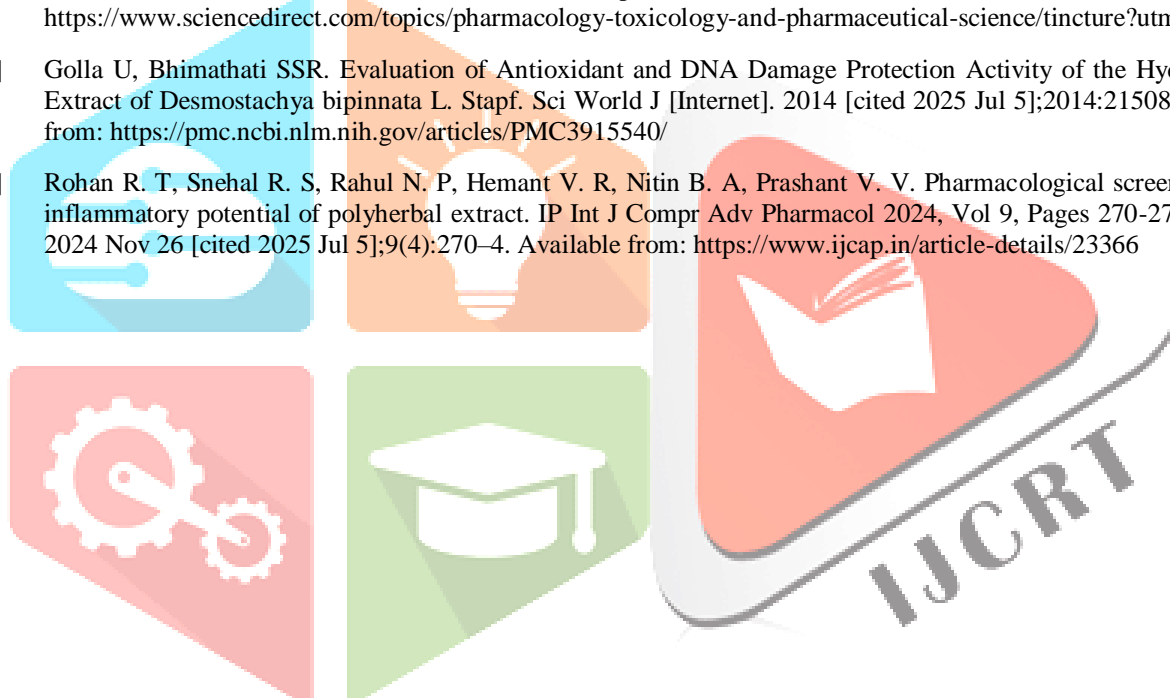 https://www.sciencedirect.com/topics/pharmacology-toxicology-and-pharmaceutical-science/tincture?utm
] Golla U, Bhimathati SSR. Evaluation of Antioxidant and DNA Damage Protection Activity of the Hy
Extract of Desmostachya bipinnata L. Stapf. Sci World J [Internet]. 2014 [cited 2025 Jul 5];2014:21508
from: https://pmc.ncbi.nlm.nih.gov/articles/PMC3915540/
] Rohan R. T, Snehal R. S, Rahul N. P, Hemant V. R, Nitin B. A, Prashant V. V. Pharmacological screen
inflammatory potential of polyherbal extract. IP Int J Compr Adv Pharmacol 2024, Vol 9, Pages 270-27
2024 Nov 26 [cited 2025 Jul 5];9(4):270–4. Available from: https://www.ijcap.in/article-details/23366
IJCRT